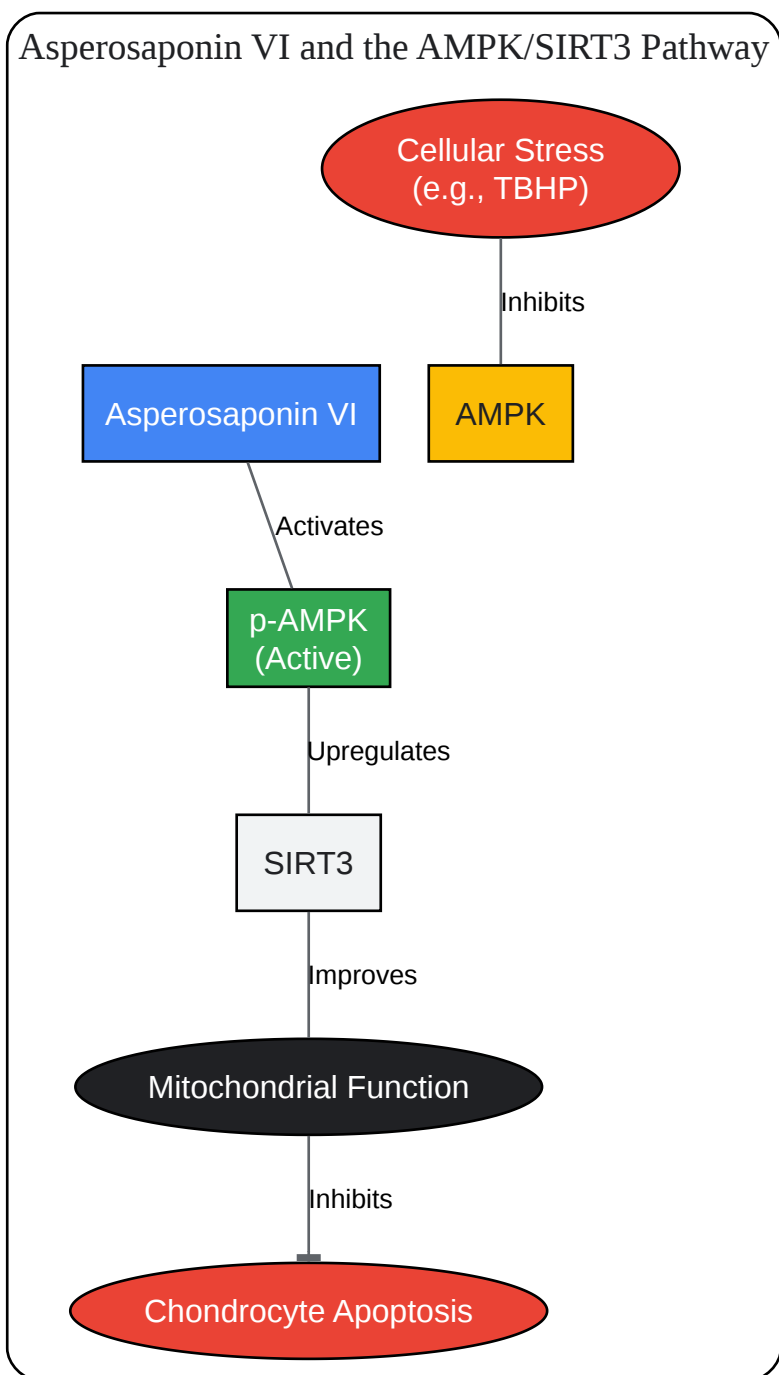 Asperosaponin VI and the AMPK/SIRT3 Pathway
Cellular Stress
(e.g., TBHP)
Inhibits
Asperosaponin VI
AMPK
Activates
p-AMPK
(Active)
Upregulates
SIRT3
Improves
Mitochondrial Function
Inhibits
Chondrocyte Apoptosis